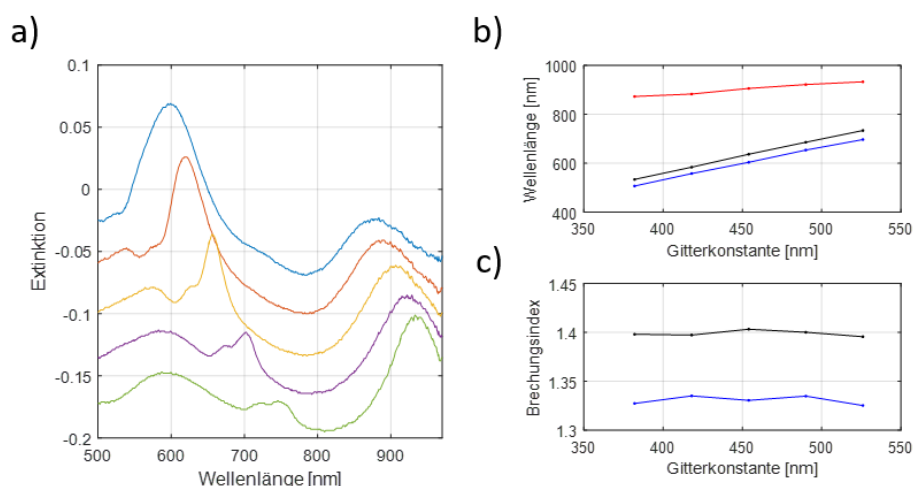 a)
0.1
0.05
0
-0.05
-0.1
-0.15
-0.2
Extinktion
500 600 700 800 900
Wellenlänge [nm]
b)
1000
800
600
400
Wellenlänge [nm]
350 400 450 500 550
Gitterkonstante [nm]
c)
1.45
1.4
1.35
1.3
Brechungsindex
350 400 450 500 550
Gitterkonstante [nm]